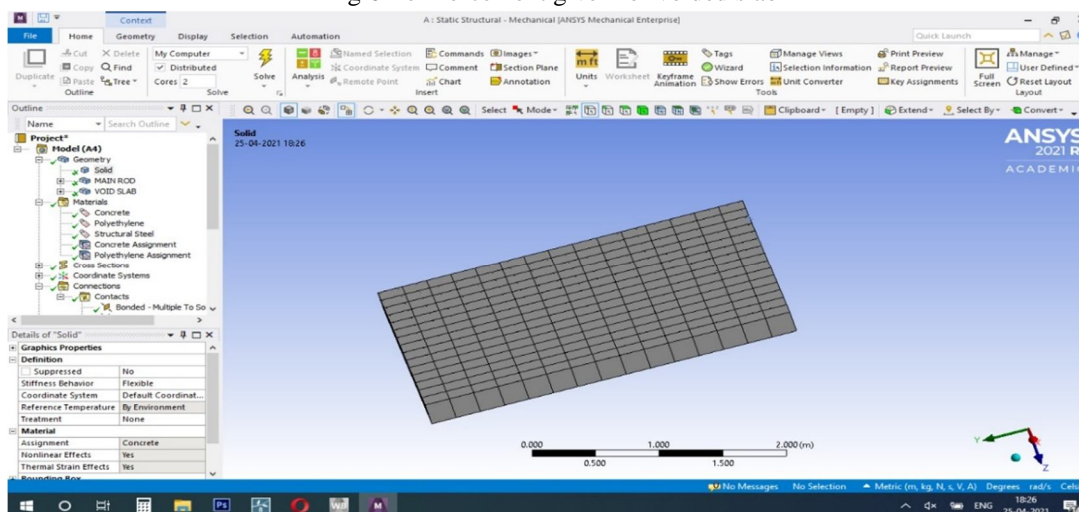 A : Static Structural - Mechanical [ANSYS Mechanical Enterprise]
Context
File Home Geometry Display Selection Automation Quick Launch
Duplicate Cut Copy Paste Delete Find Tree
Outline
My Computer
Distributed
Cores 2
Solve
Solve
Analysis
Named Selection Coordinate System Remote Point
Commands Comment Chart
Images Section Plane Annotation
Insert
Units Worksheet Keyframe Animation
Tags Wizard Show Errors
Manage Views Selection Information Unit Converter
Print Preview Report Preview Key Assignments
Tools
Full Screen
Manage User Defined Reset Layout
Layout
Outline
Name Search Outline
Select Mode Clipboard [ Empty ] Extend Select By Convert
Project*
Model (A4)
Geometry
Solid
MAIN ROD
VOID SLAB
Materials
Concrete
Polyethylene
Structural Steel
Concrete Assignment
Polyethylene Assignment
Cross Sections
Coordinate Systems
Connections
Contacts
Bonded - Multiple To So
Details of "Solid"
Graphics Properties
Definition
Suppressed No
Stiffness Behavior Flexible
Coordinate System Default Coordinat...
Reference Temperature By Environment
Treatment None
Material
Assignment Concrete
Nonlinear Effects Yes
Thermal Strain Effects Yes
Bounding Box
Solid
25-04-2021 18:26
ANSYS
2021 R
ACADEMIC
0.000 1.000 2.000 (m)
0.500 1.500
Y
X
Z
No Messages No Selection Metric (m, kg, N, s, V, A) Degrees rad/s Cels
Ps
WB
M
ENG
18:26
25-04-2021